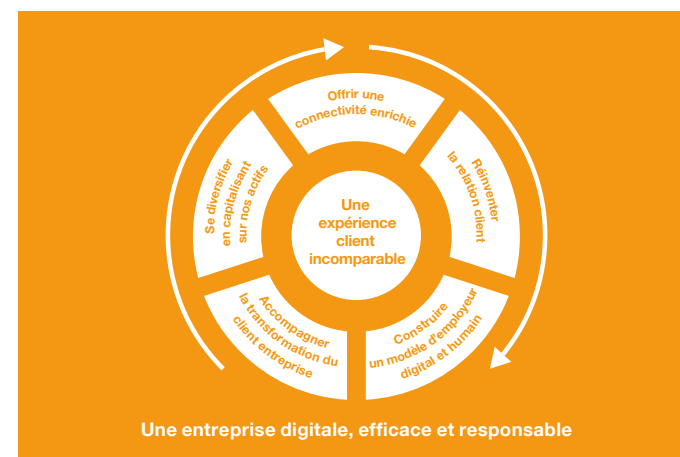 Offrir une
connectivité enrichie
Réinventer
la relation client
Construire
un modèle d'employeur
digital et humain
Accompagner
la transformation du
client entreprise
Se diversifier
en capitalisant
sur nos actifs
Une
expérience
client
incomparable
Une entreprise digitale, efficace et responsable